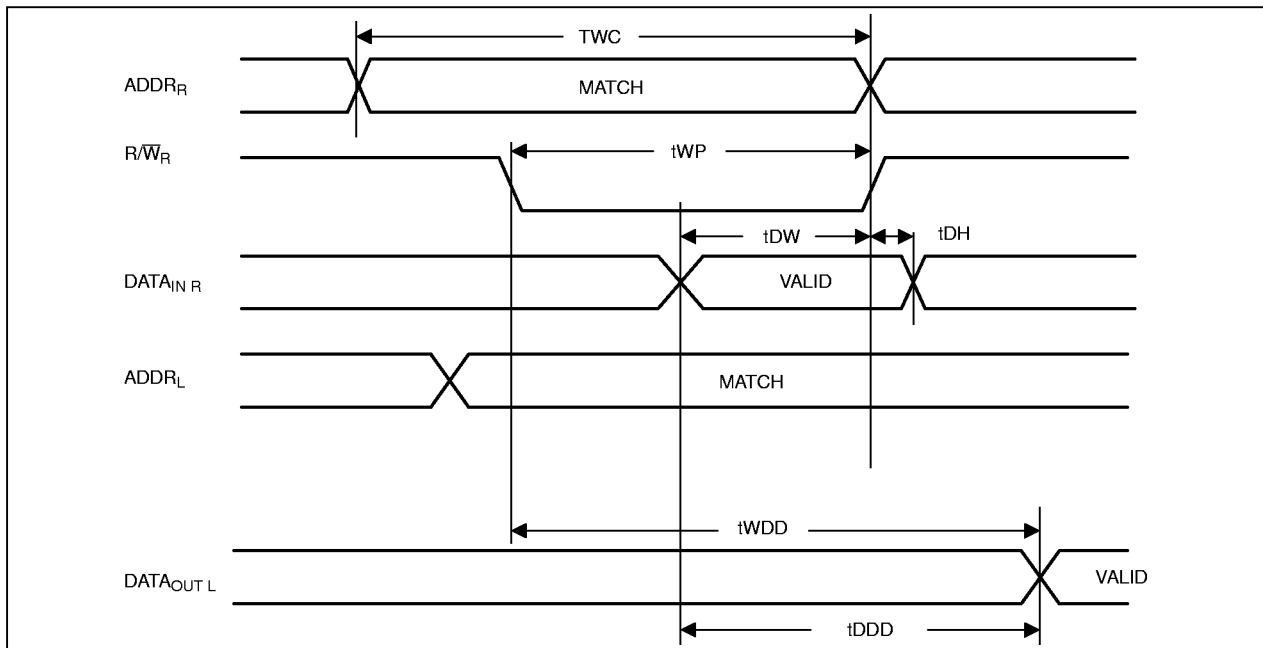 TWC
ADDR_R MATCH
R/W̅_R tWP
tDW tDH
DATA_IN R VALID
ADDR_L MATCH
tWDD
DATA_OUT L VALID
tDDD